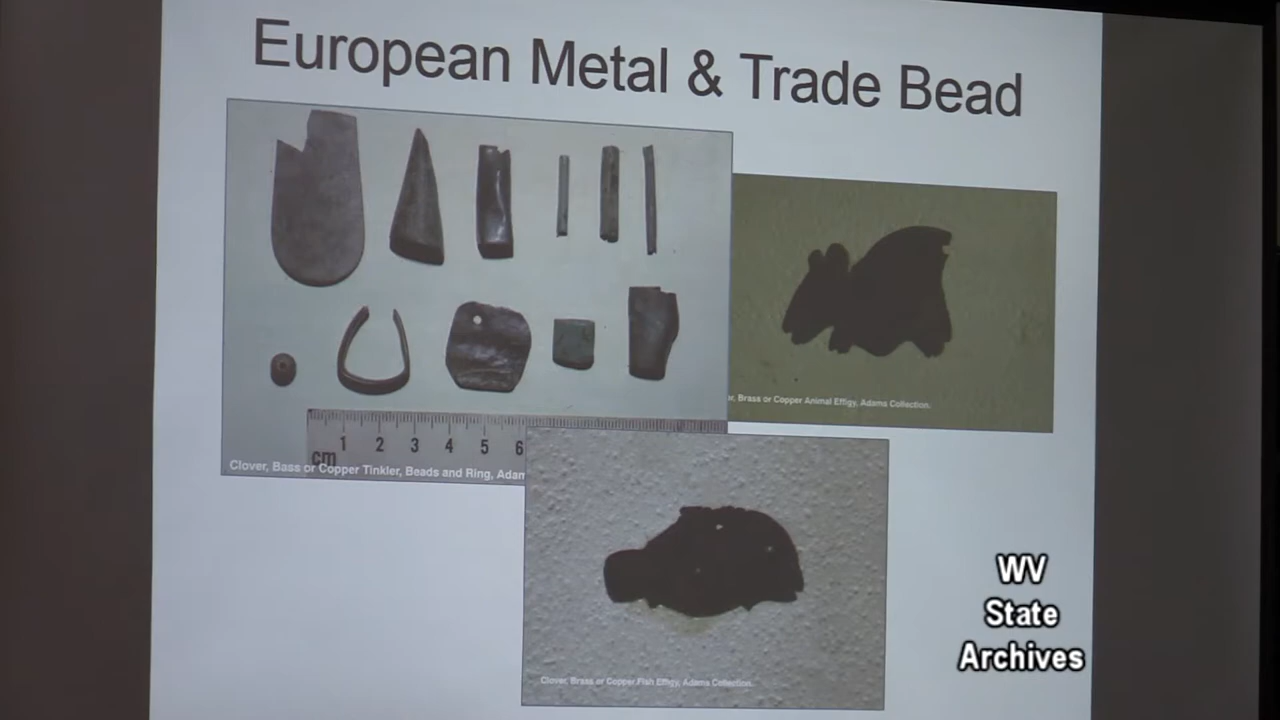 European Metal & Trade Bead
cm 1 2 3 4 5 6
Clover, Bass or Copper Tinkler, Beads and Ring, Adam
Brass or Copper Animal Effigy, Adams Collection.
Clover, Brass or Copper Fish Effigy, Adams Collection.
WV
State
Archives